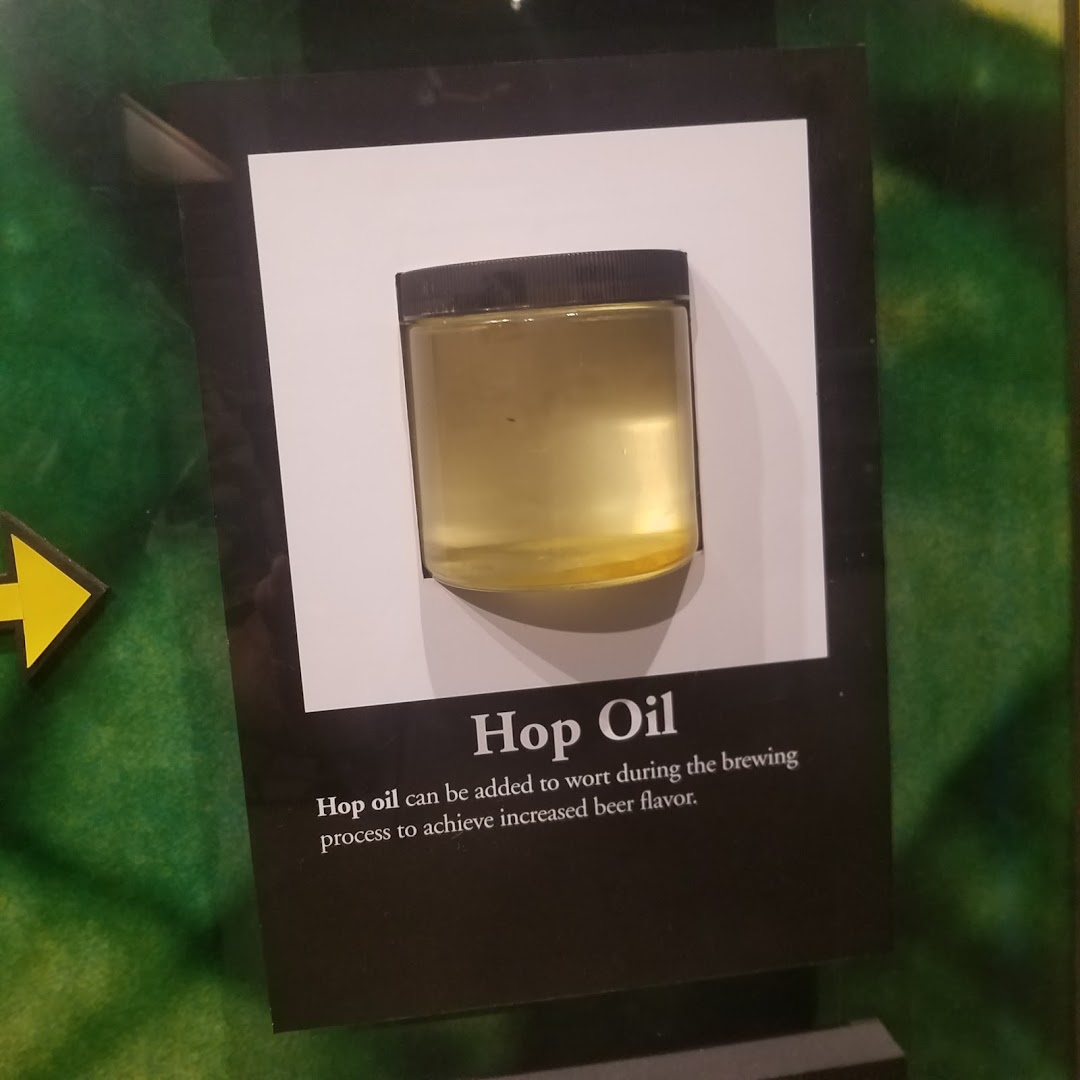 Hop Oil
Hop oil can be added to wort during the brewing
process to achieve increased beer flavor.